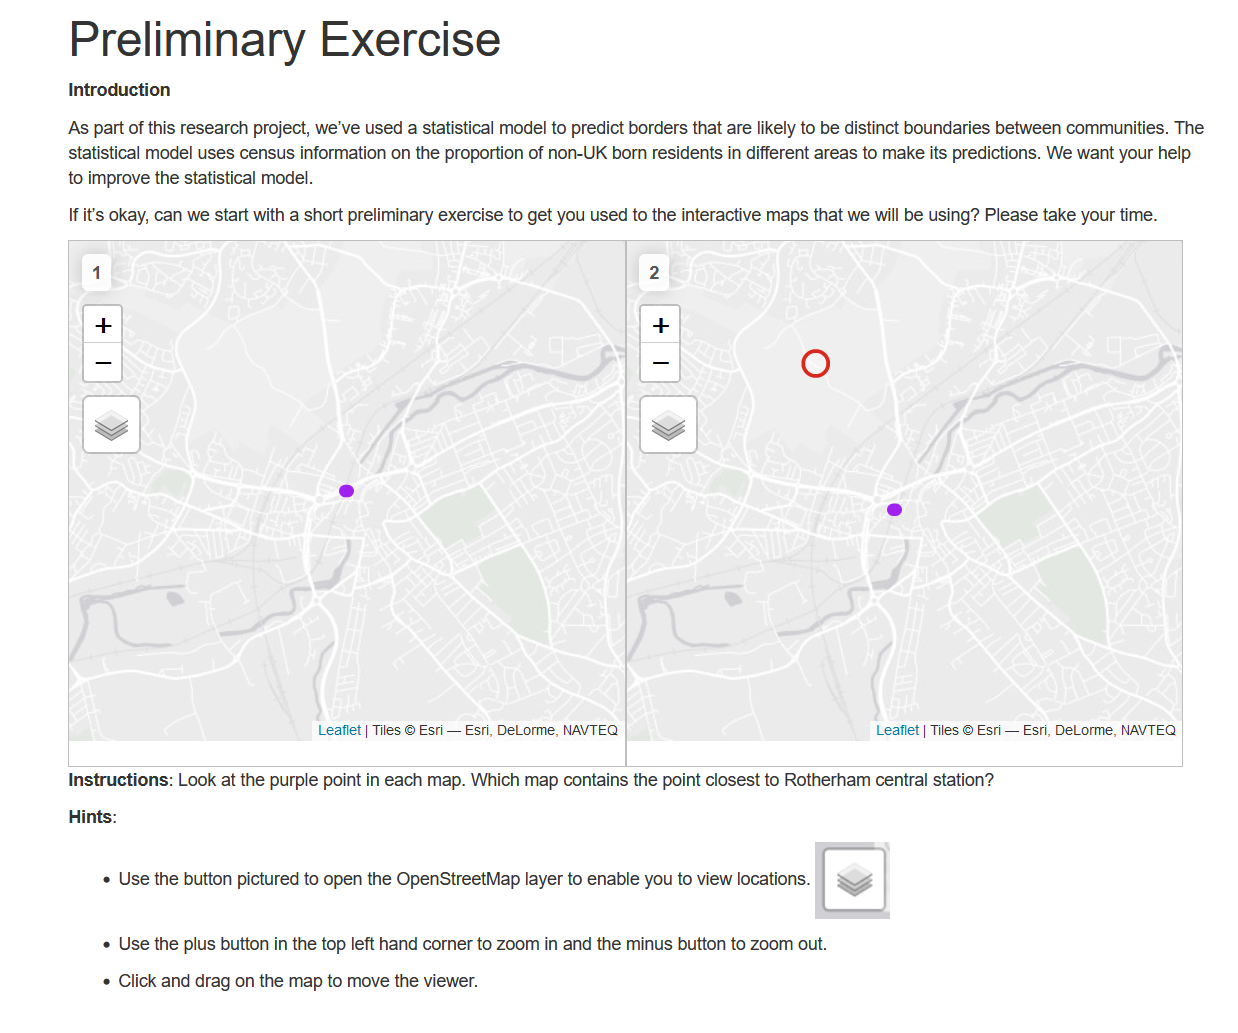 Preliminary Exercise
Introduction
As part of this research project, we've used a statistical model to predict borders that are likely to be distinct boundaries between communities. The
statistical model uses census information on the proportion of non-UK born residents in different areas to make its predictions. We want your help
to improve the statistical model.
If it's okay, can we start with a short preliminary exercise to get you used to the interactive maps that we will be using? Please take your time.
1
+
−
Leaflet | Tiles © Esri — Esri, DeLorme, NAVTEQ
2
+
−
Leaflet | Tiles © Esri — Esri, DeLorme, NAVTEQ
Instructions: Look at the purple point in each map. Which map contains the point closest to Rotherham central station?
Hints:
• Use the button pictured to open the OpenStreetMap layer to enable you to view locations.
• Use the plus button in the top left hand corner to zoom in and the minus button to zoom out.
• Click and drag on the map to move the viewer.